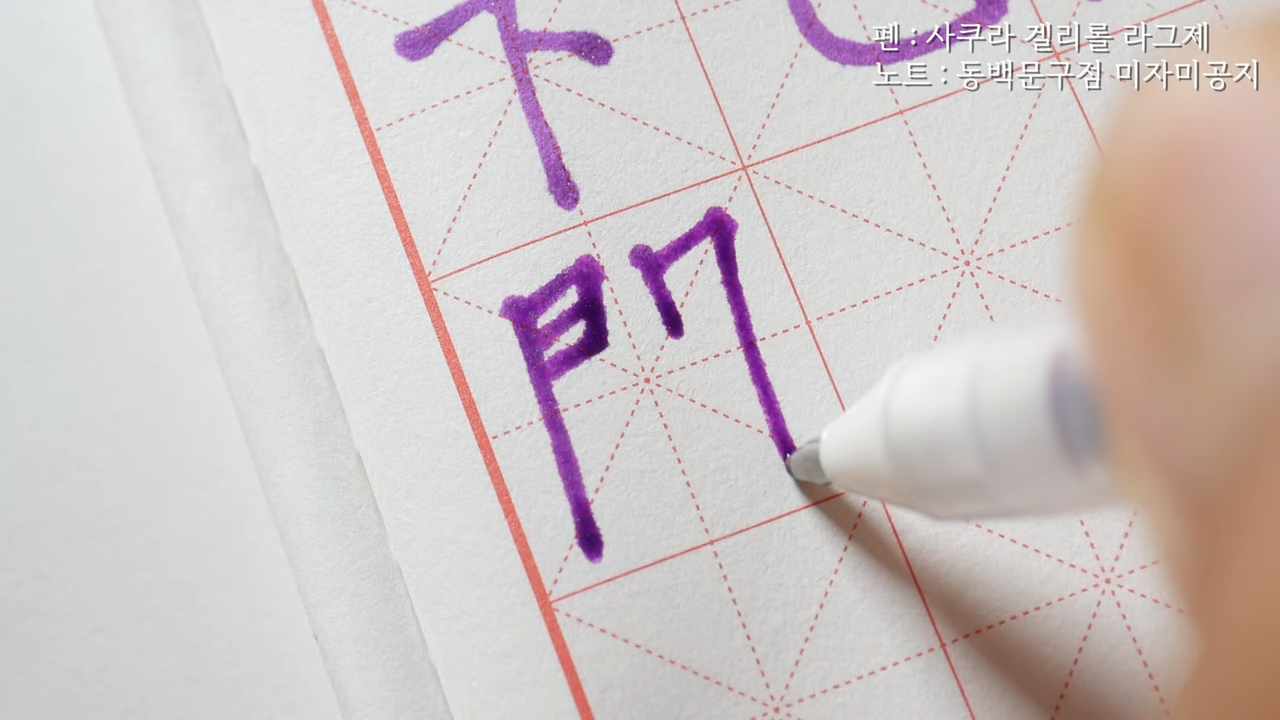 펜 : 사쿠라 겔리롤 라그제
노트 : 동백문구점 미자미공지
門